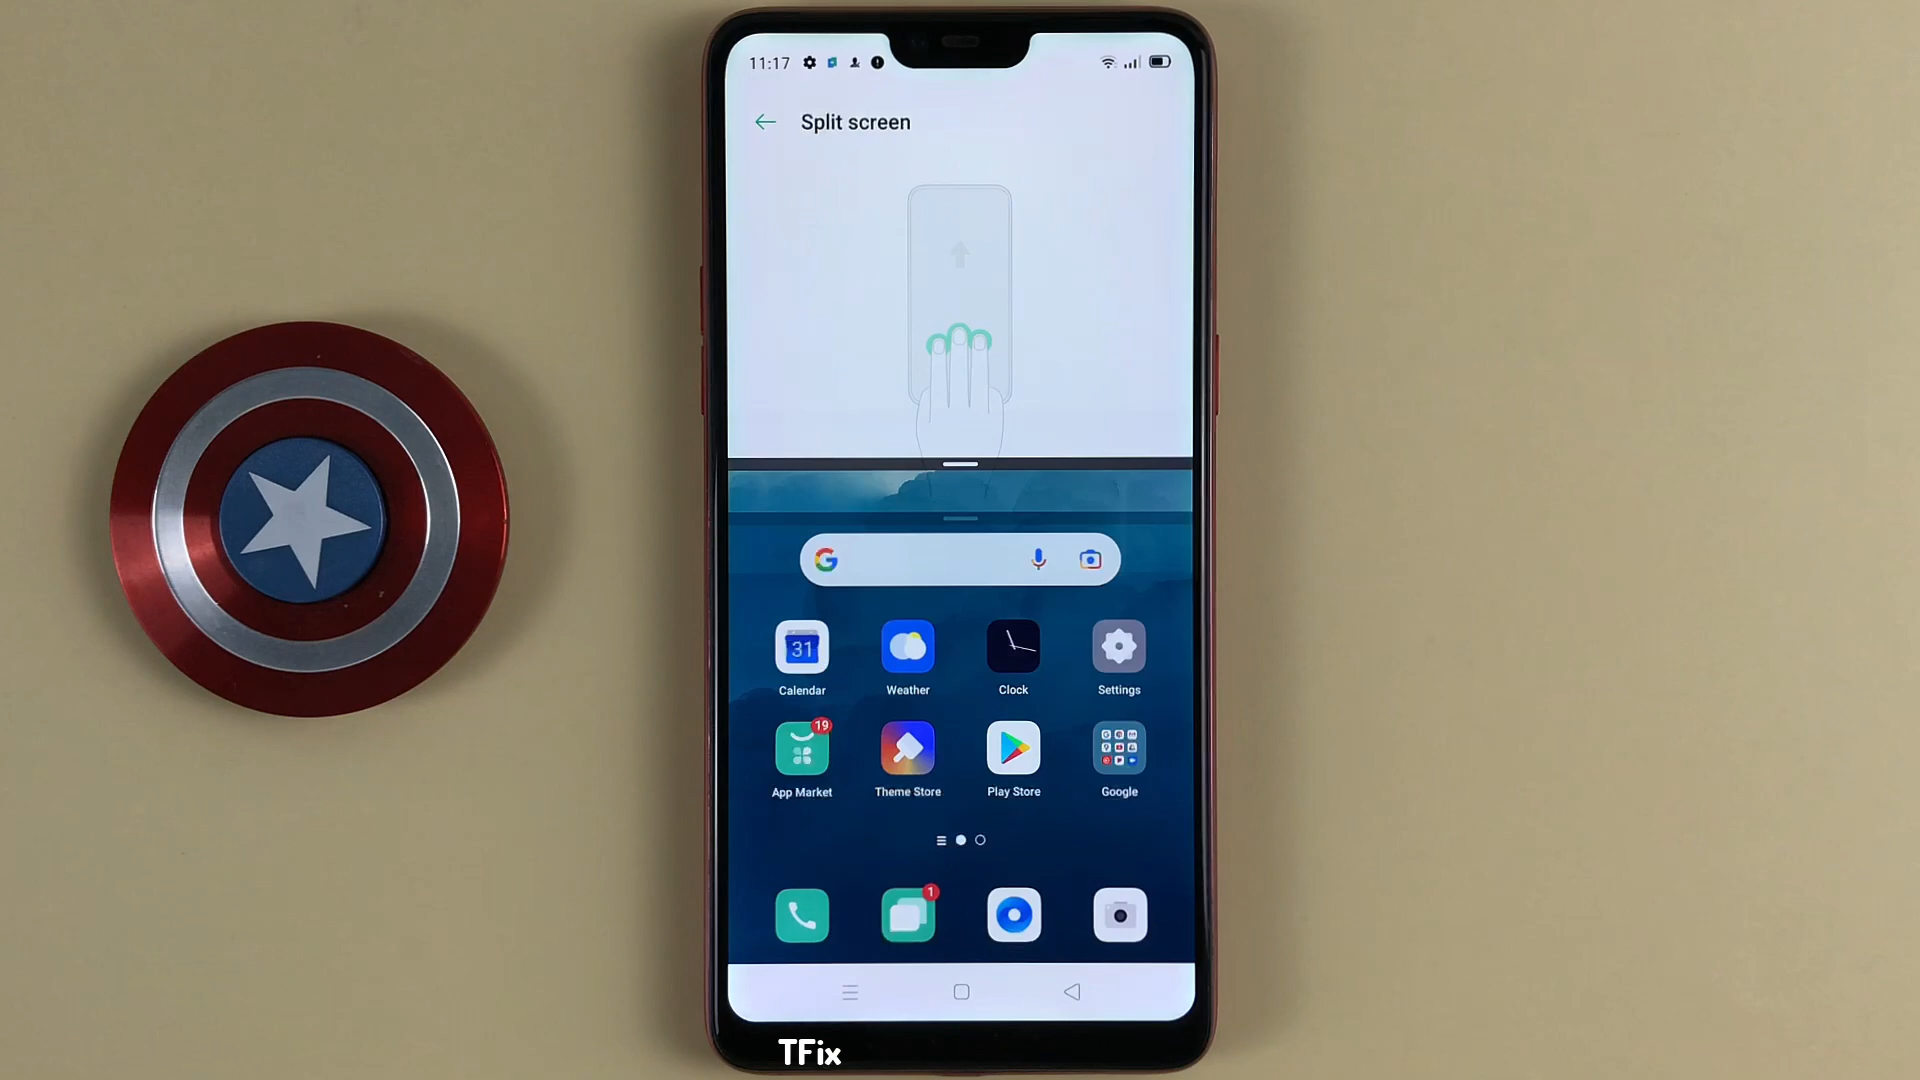 11:17
Split screen
31
Calendar Weather Clock Settings
19
App Market Theme Store Play Store Google
1
TFix